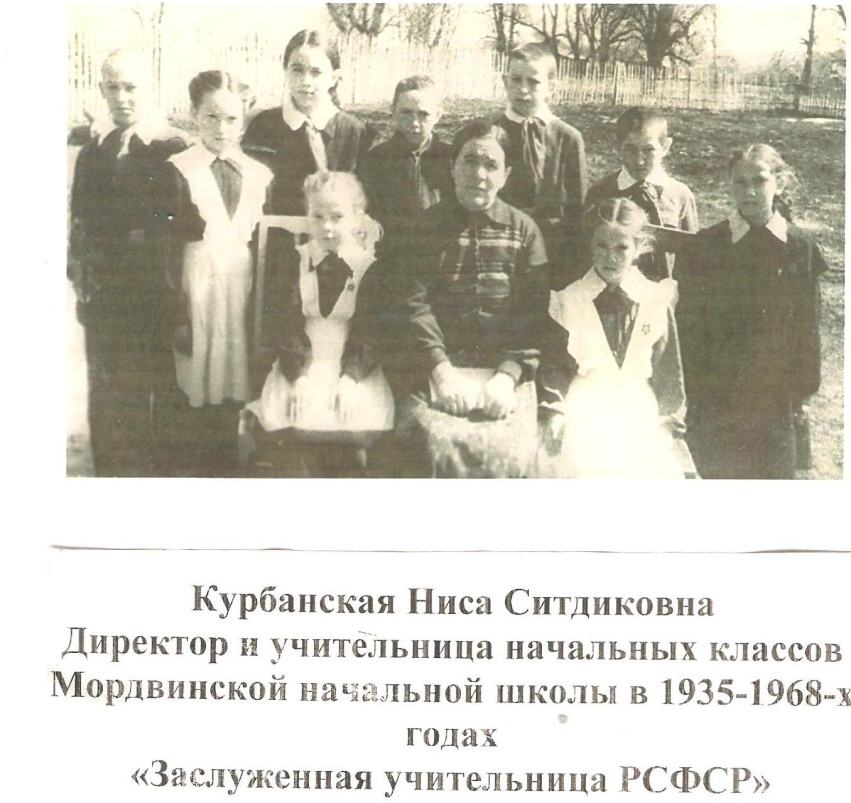 Курбанская Ниса Ситдиковна
Директор и учительница начальных классов
Мордвинской начальной школы в 1935-1968-х
годах
«Заслуженная учительница РСФСР»